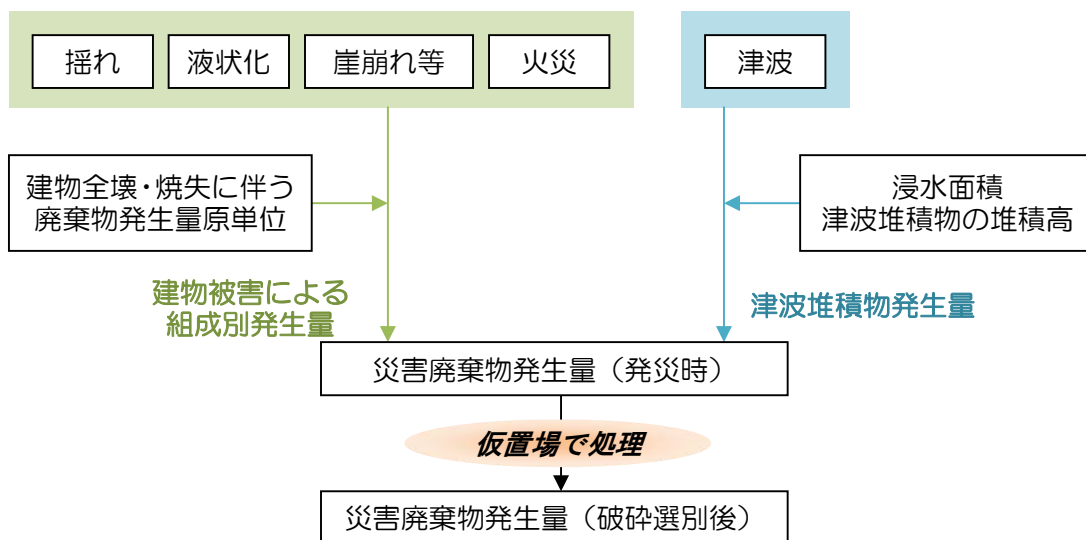 揺れ
液状化
崖崩れ等
火災
津波
建物全壊・焼失に伴う
廃棄物発生量原単位
浸水面積
津波堆積物の堆積高
建物被害による
組成別発生量
津波堆積物発生量
災害廃棄物発生量（発災時）
仮置場で処理
災害廃棄物発生量（破砕選別後）